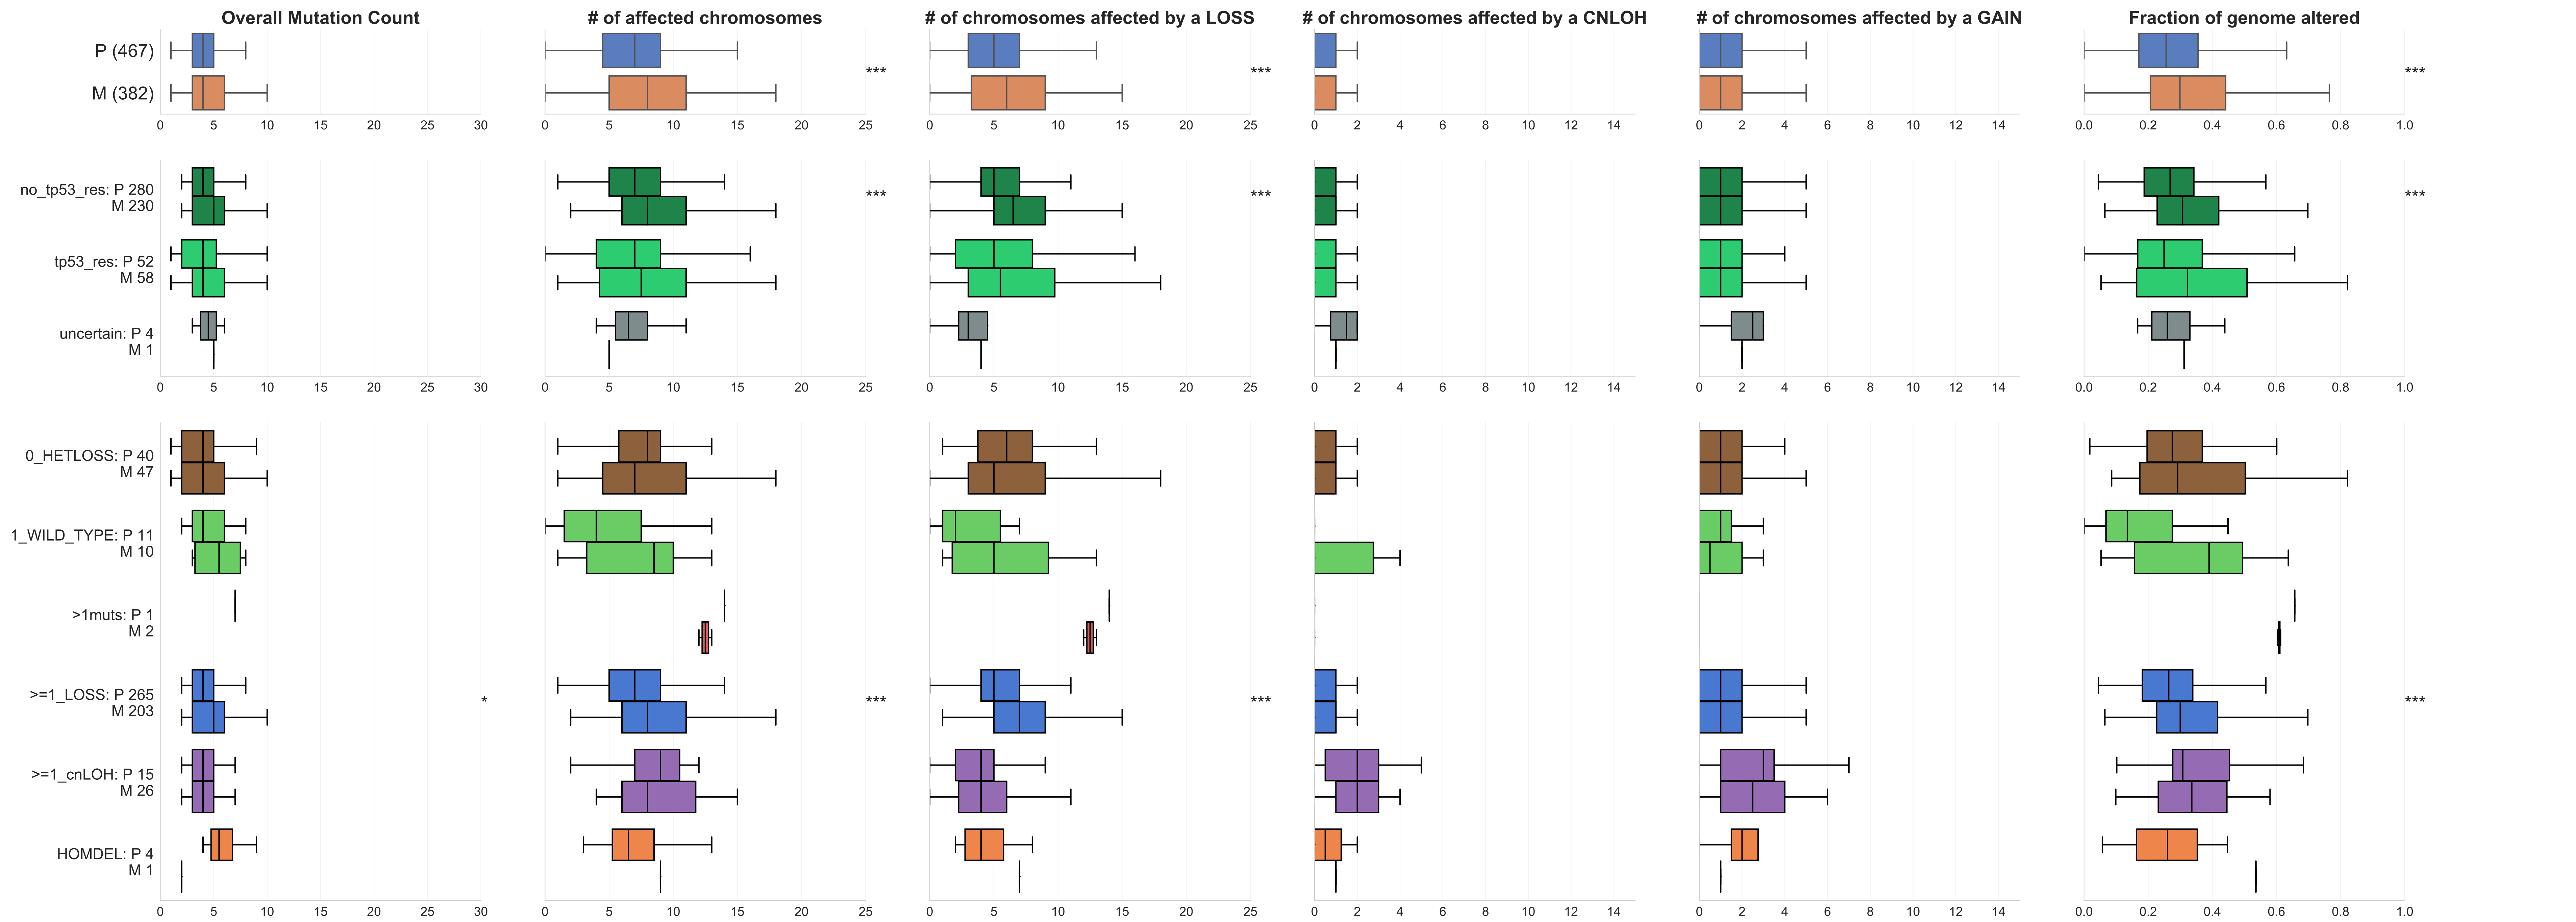 Overall Mutation Count
# of affected chromosomes
# of chromosomes affected by a LOSS
# of chromosomes affected by a CNLOH
# of chromosomes affected by a GAIN
Fraction of genome altered
P (467)
***
***
***
M (382)
0 5 10 15 20 25 30
0 5 10 15 20 25
0 5 10 15 20 25
0 2 4 6 8 10 12 14
0 2 4 6 8 10 12 14
0.0 0.2 0.4 0.6 0.8 1.0
no_tp53_res: P 280
M 230
***
***
***
tp53_res: P 52
M 58
uncertain: P 4
M 1
0 5 10 15 20 25 30
0 5 10 15 20 25
0 5 10 15 20 25
0 2 4 6 8 10 12 14
0 2 4 6 8 10 12 14
0.0 0.2 0.4 0.6 0.8 1.0
0_HETLOSS: P 40
M 47
1_WILD_TYPE: P 11
M 10
>1muts: P 1
M 2
>=1_LOSS: P 265
M 203
*
***
***
***
>=1_cnLOH: P 15
M 26
HOMDEL: P 4
M 1
0 5 10 15 20 25 30
0 5 10 15 20 25
0 5 10 15 20 25
0 2 4 6 8 10 12 14
0 2 4 6 8 10 12 14
0.0 0.2 0.4 0.6 0.8 1.0